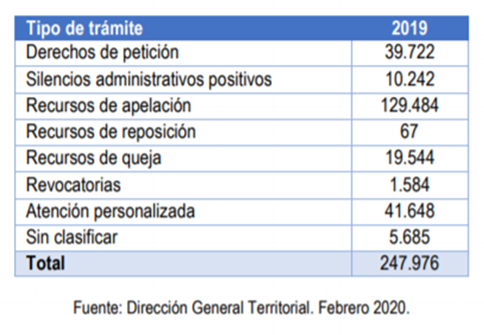 Tipo de trámite 2019
Derechos de petición 39.722
Silencios administrativos positivos 10.242
Recursos de apelación 129.484
Recursos de reposición 67
Recursos de queja 19.544
Revocatorias 1.584
Atención personalizada 41.648
Sin clasificar 5.685
Total 247.976
Fuente: Dirección General Territorial. Febrero 2020.